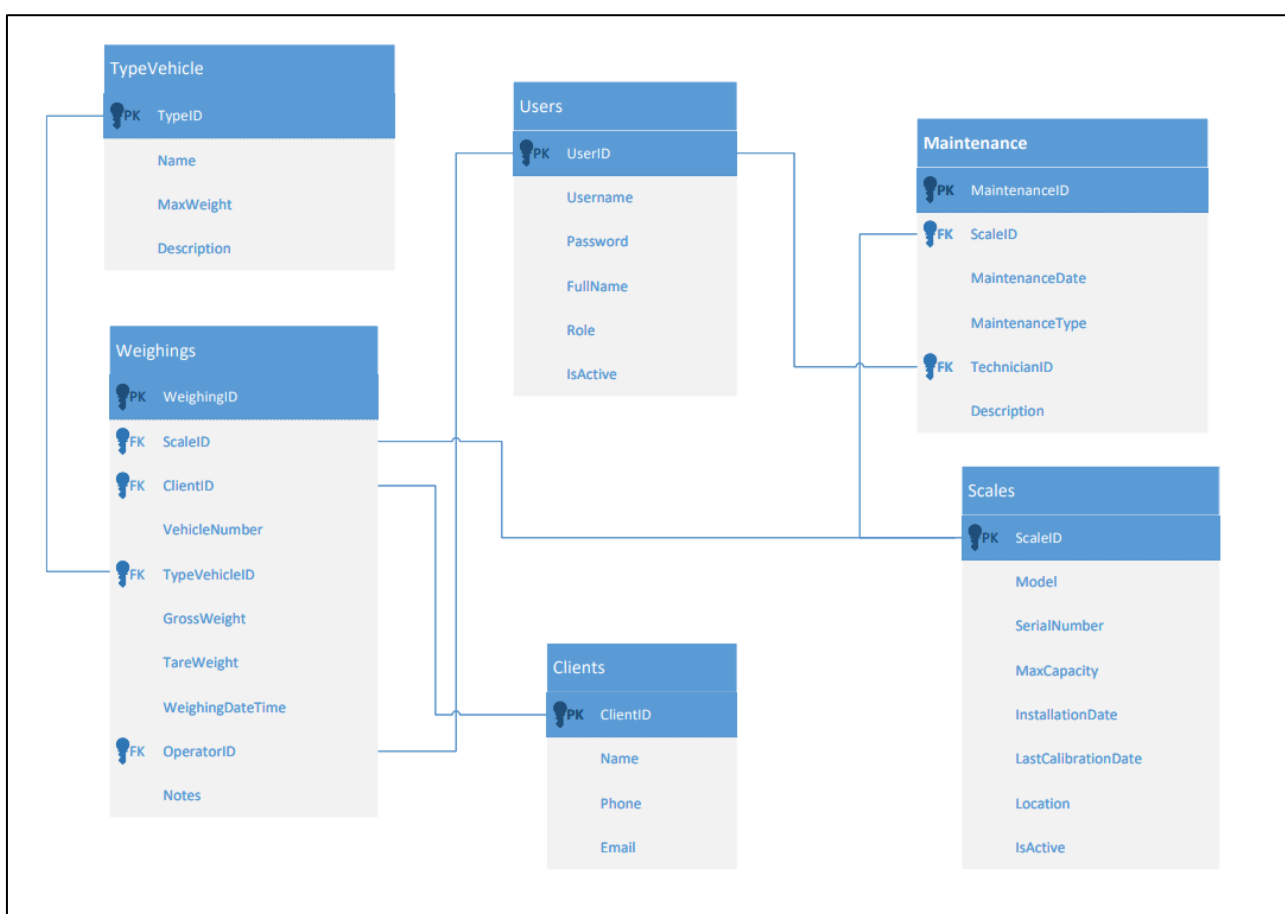 TypeVehicle
PK TypeID
Name
MaxWeight
Description
Weighings
PK WeighingID
FK ScaleID
FK ClientID
VehicleNumber
FK TypeVehicleID
GrossWeight
TareWeight
WeighingDateTime
FK OperatorID
Notes
Users
PK UserID
Username
Password
FullName
Role
IsActive
Clients
PK ClientID
Name
Phone
Email
Maintenance
PK MaintenanceID
FK ScaleID
MaintenanceDate
MaintenanceType
FK TechnicianID
Description
Scales
PK ScaleID
Model
SerialNumber
MaxCapacity
InstallationDate
LastCalibrationDate
Location
IsActive